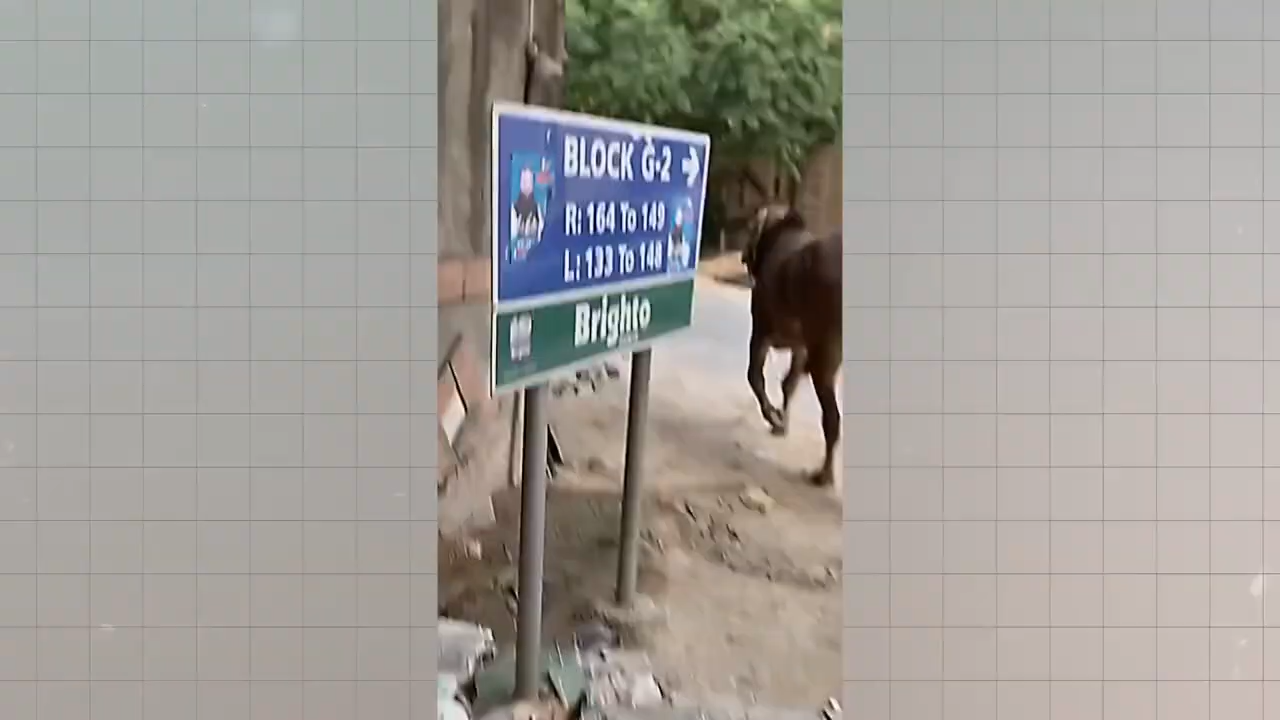 BLOCK G-2 →
R: 164 To 149
L: 133 To 148
Brighto